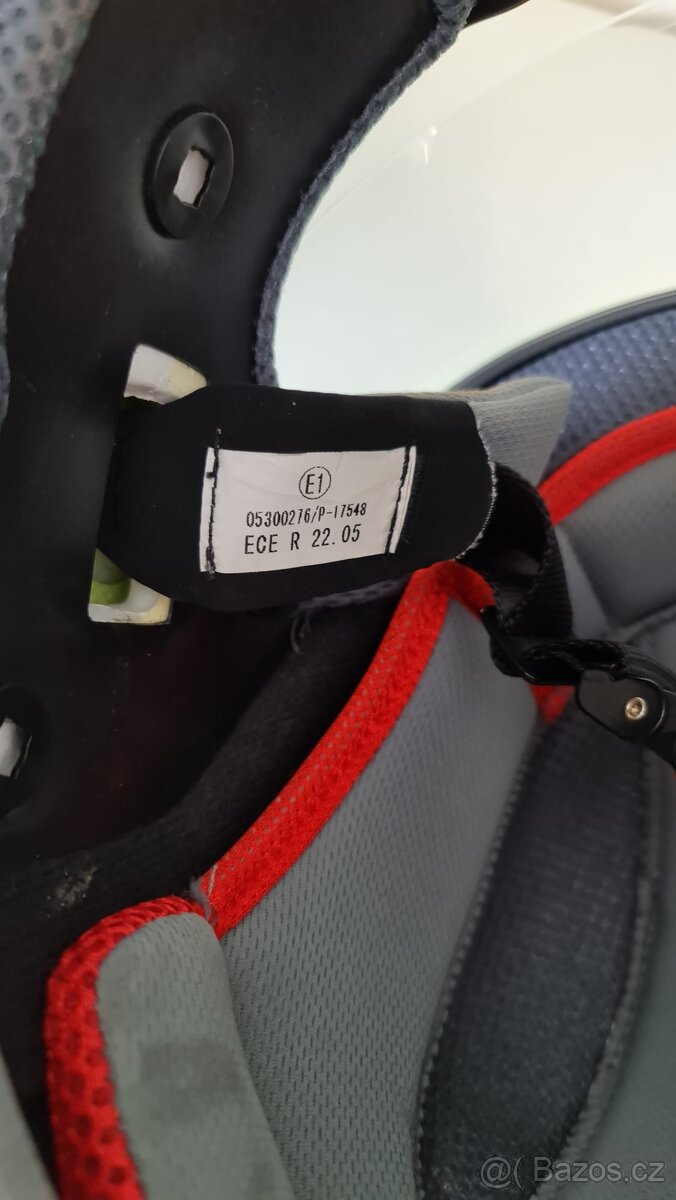 E1
05300276/P-17548
ECE R 22.05
@( Bazos.cz